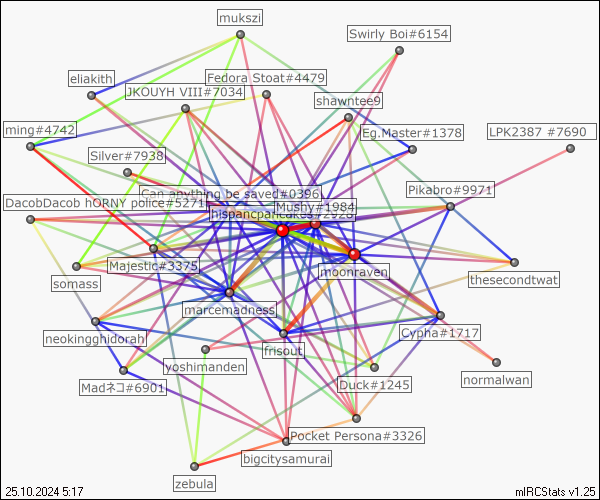 mukszi
Swirly Boi#6154
eliakith
Fedora Stoat#4479
JKOUYH VIII#7034
shawntee9
ming#4742
Eg.Master#1378
LPK2387 #7690
Silver#7938
Pikabro#9971
Can anything be saved#0396
DacobDacob hORNY police#5271
Mushy#1984
hispancpancakes#2928
Majestic#3375
moonraven
somass
thesecondtwat
marcemadness
neokingghidorah
Cypha#1717
frisout
yoshimanden
normalwan
Madネコ#6901
Duck#1245
Pocket Persona#3326
bigcitysamurai
zebula
25.10.2024 5:17
mIRCStats v1.25